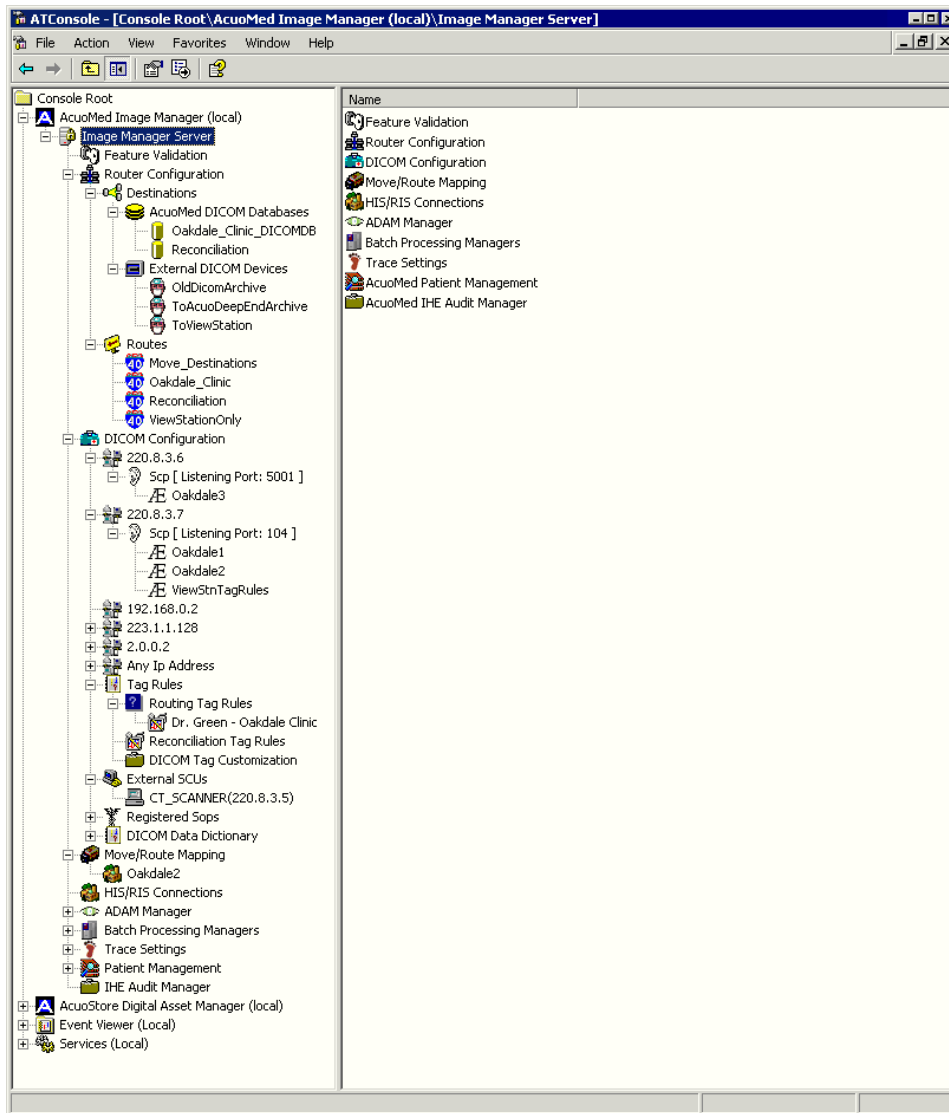 ATConsole - [Console Root\AcuoMed Image Manager (local)\Image Manager Server]
File Action View Favorites Window Help
Console Root
AcuoMed Image Manager (local)
Image Manager Server
Feature Validation
Router Configuration
Destinations
AcuoMed DICOM Databases
Oakdale_Clinic_DICOMDB
Reconciliation
External DICOM Devices
OldDicomArchive
ToAcuoDeepEndArchive
ToViewStation
Routes
40 Move_Destinations
40 Oakdale_Clinic
40 Reconciliation
40 ViewStationOnly
DICOM Configuration
220.8.3.6
Scp [ Listening Port: 5001 ]
Æ Oakdale3
220.8.3.7
Scp [ Listening Port: 104 ]
Æ Oakdale1
Æ Oakdale2
Æ ViewStnTagRules
192.168.0.2
223.1.1.128
2.0.0.2
Any Ip Address
Tag Rules
Routing Tag Rules
Dr. Green - Oakdale Clinic
Reconciliation Tag Rules
DICOM Tag Customization
External SCUs
CT_SCANNER(220.8.3.5)
Registered Sops
DICOM Data Dictionary
Move/Route Mapping
Oakdale2
HIS/RIS Connections
ADAM Manager
Batch Processing Managers
Trace Settings
Patient Management
IHE Audit Manager
AcuoStore Digital Asset Manager (local)
Event Viewer (Local)
Services (Local)
Name
Feature Validation
Router Configuration
DICOM Configuration
Move/Route Mapping
HIS/RIS Connections
ADAM Manager
Batch Processing Managers
Trace Settings
AcuoMed Patient Management
AcuoMed IHE Audit Manager